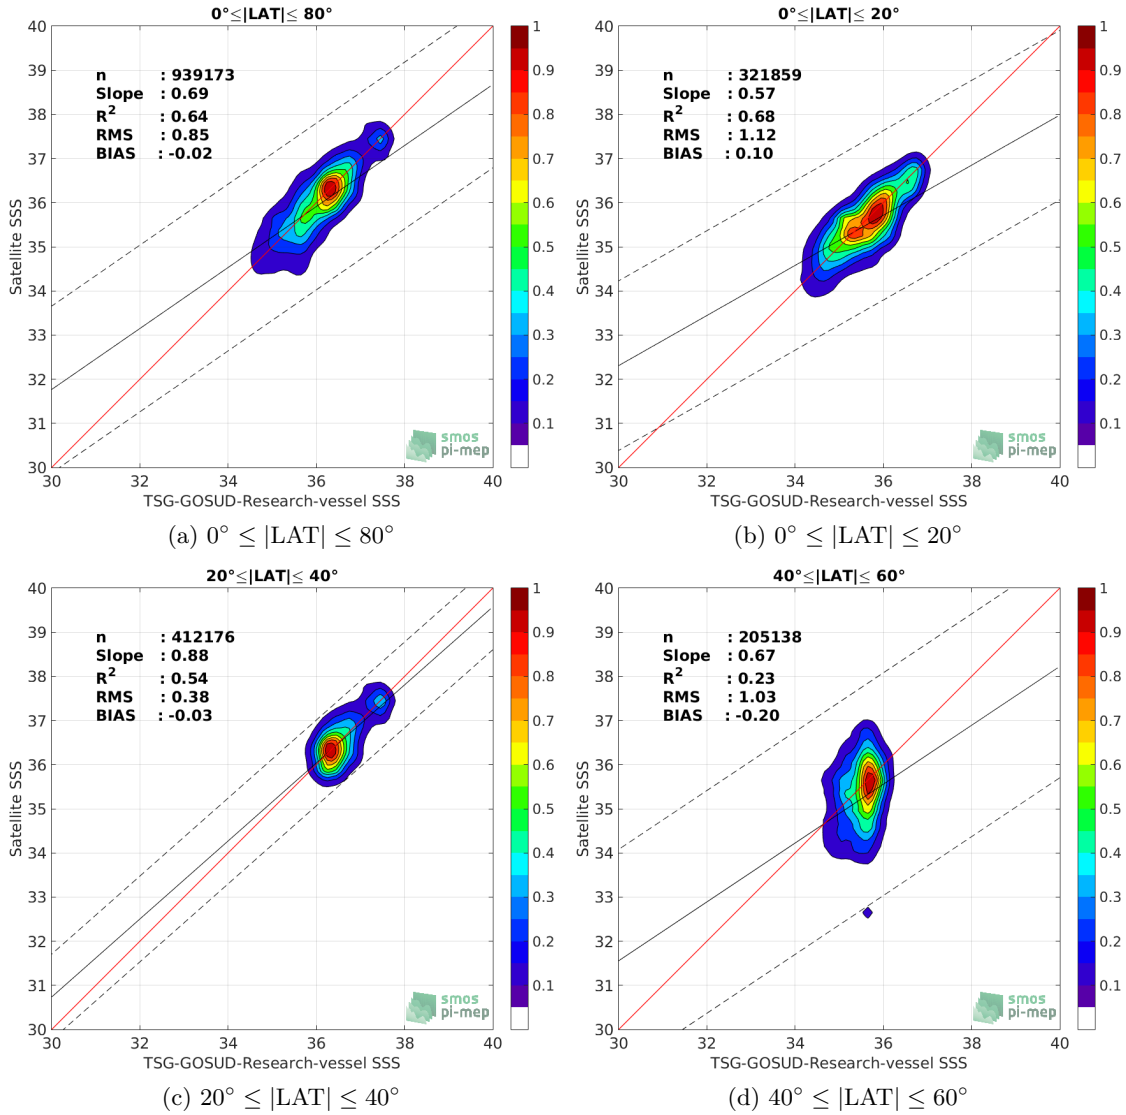 0°≤|LAT|≤ 80°
n : 939173
Slope : 0.69
R² : 0.64
RMS : 0.85
BIAS : -0.02
Satellite SSS
40
39
38
37
36
35
34
33
32
31
30
30 32 34 36 38 40
TSG-GOSUD-Research-vessel SSS
1
0.9
0.8
0.7
0.6
0.5
0.4
0.3
0.2
0.1
smos
pi-mep
(a) 0° ≤ |LAT| ≤ 80°
0°≤|LAT|≤ 20°
n : 321859
Slope : 0.57
R² : 0.68
RMS : 1.12
BIAS : 0.10
Satellite SSS
40
39
38
37
36
35
34
33
32
31
30
30 32 34 36 38 40
TSG-GOSUD-Research-vessel SSS
1
0.9
0.8
0.7
0.6
0.5
0.4
0.3
0.2
0.1
smos
pi-mep
(b) 0° ≤ |LAT| ≤ 20°
20°≤|LAT|≤ 40°
n : 412176
Slope : 0.88
R² : 0.54
RMS : 0.38
BIAS : -0.03
Satellite SSS
40
39
38
37
36
35
34
33
32
31
30
30 32 34 36 38 40
TSG-GOSUD-Research-vessel SSS
1
0.9
0.8
0.7
0.6
0.5
0.4
0.3
0.2
0.1
smos
pi-mep
(c) 20° ≤ |LAT| ≤ 40°
40°≤|LAT|≤ 60°
n : 205138
Slope : 0.67
R² : 0.23
RMS : 1.03
BIAS : -0.20
Satellite SSS
40
39
38
37
36
35
34
33
32
31
30
30 32 34 36 38 40
TSG-GOSUD-Research-vessel SSS
1
0.9
0.8
0.7
0.6
0.5
0.4
0.3
0.2
0.1
smos
pi-mep
(d) 40° ≤ |LAT| ≤ 60°